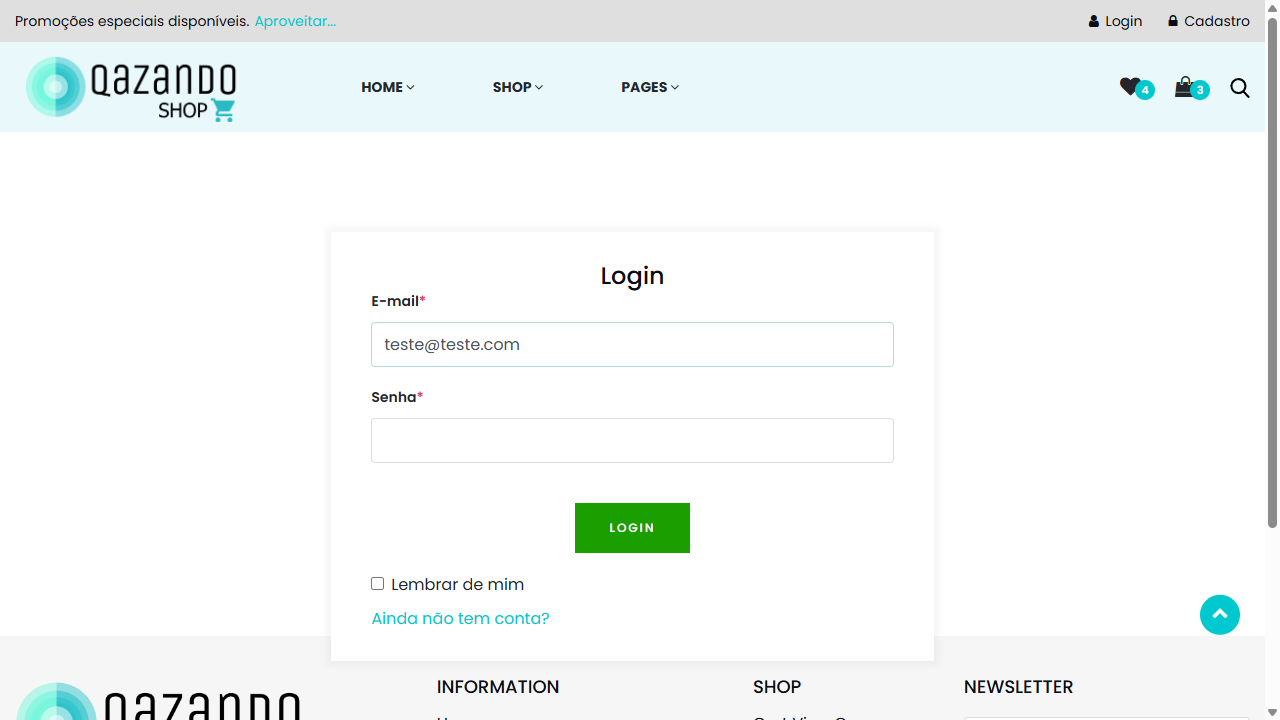 Promoções especiais disponíveis. Aproveitar...
Login
Cadastro
QAZANDO
SHOP
HOME
SHOP
PAGES
4
3
Login
E-mail*
teste@teste.com
Senha*
LOGIN
Lembrar de mim
Ainda não tem conta?
QAZANDO
INFORMATION
SHOP
NEWSLETTER